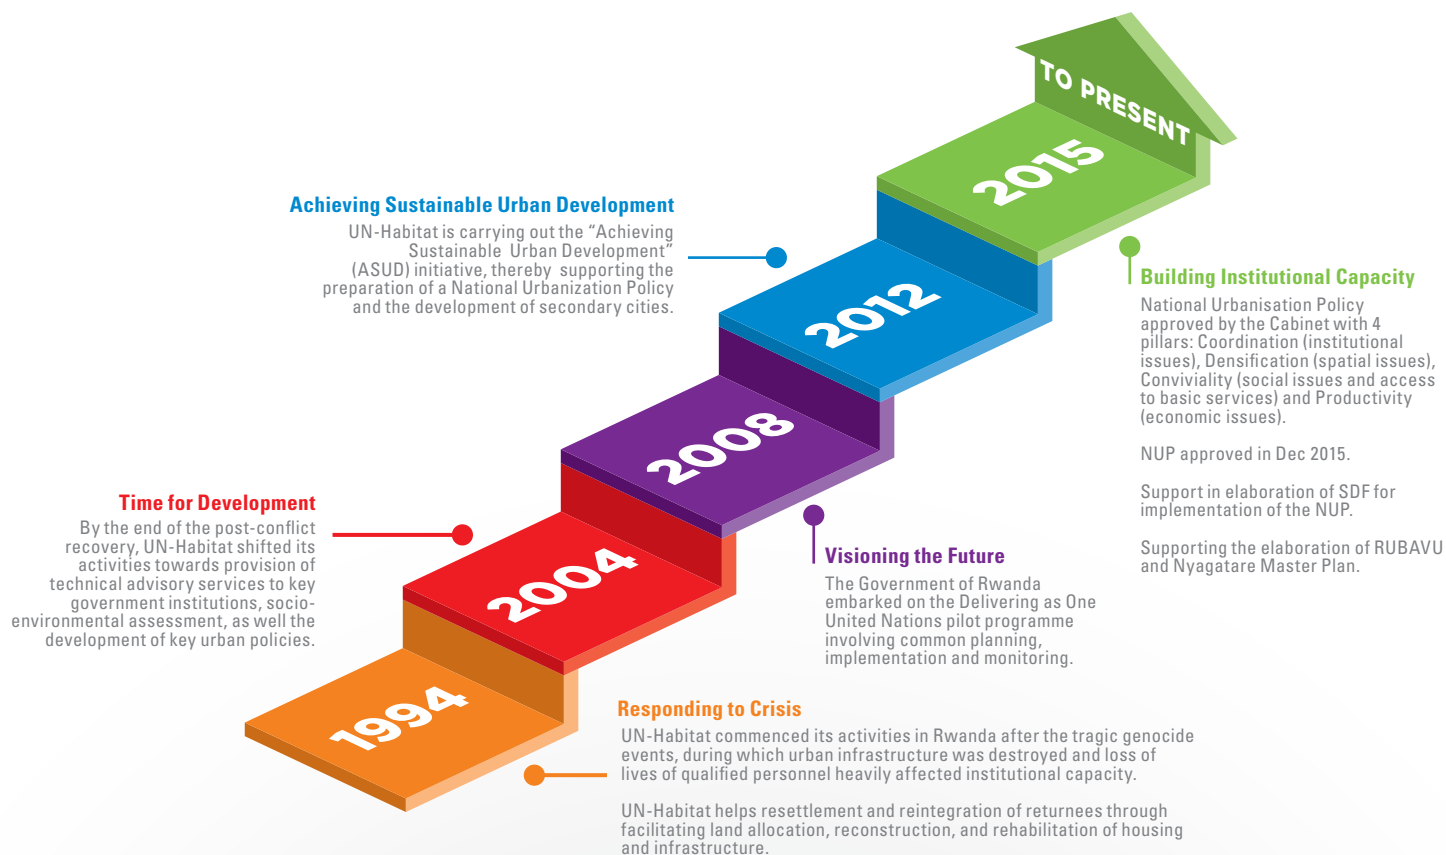 TO PRESENT
2015
Achieving Sustainable Urban Development
UN-Habitat is carrying out the “Achieving
Sustainable Urban Development”
(ASUD) initiative, thereby supporting the
preparation of a National Urbanization Policy
and the development of secondary cities.
2012
Building Institutional Capacity
National Urbanisation Policy
approved by the Cabinet with 4
pillars: Coordination (institutional
issues), Densification (spatial issues),
Conviviality (social issues and access
to basic services) and Productivity
(economic issues).
NUP approved in Dec 2015.
Support in elaboration of SDF for
implementation of the NUP.
Supporting the elaboration of RUBAVU
and Nyagatare Master Plan.
2008
Time for Development
By the end of the post-conflict
recovery, UN-Habitat shifted its
activities towards provision of
technical advisory services to key
government institutions, socio-
environmental assessment, as well the
development of key urban policies.
2004
Visioning the Future
The Government of Rwanda
embarked on the Delivering as One
United Nations pilot programme
involving common planning,
implementation and monitoring.
1994
Responding to Crisis
UN-Habitat commenced its activities in Rwanda after the tragic genocide
events, during which urban infrastructure was destroyed and loss of
lives of qualified personnel heavily affected institutional capacity.
UN-Habitat helps resettlement and reintegration of returnees through
facilitating land allocation, reconstruction, and rehabilitation of housing
and infrastructure.